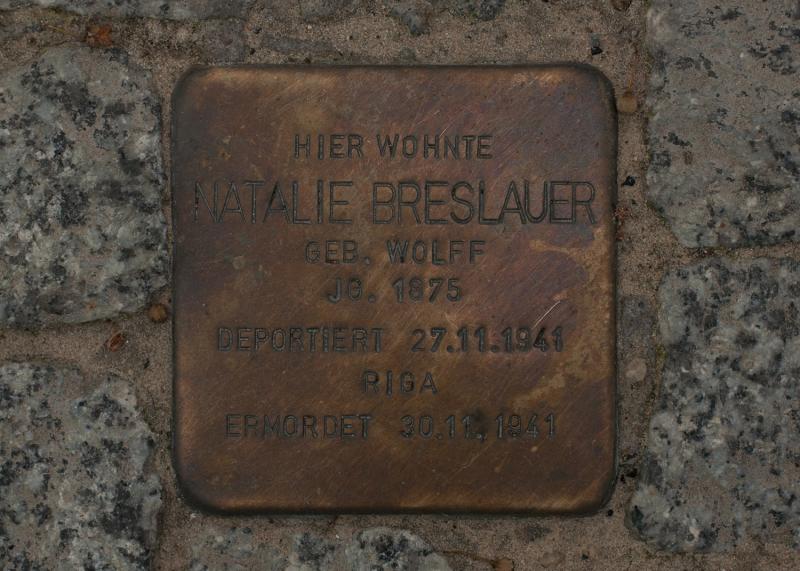 HIER WOHNTE
NATALIE BRESLAUER
GEB. WOLFF
JG. 1875
DEPORTIERT 27.11.1941
RIGA
ERMORDET 30.11.1941